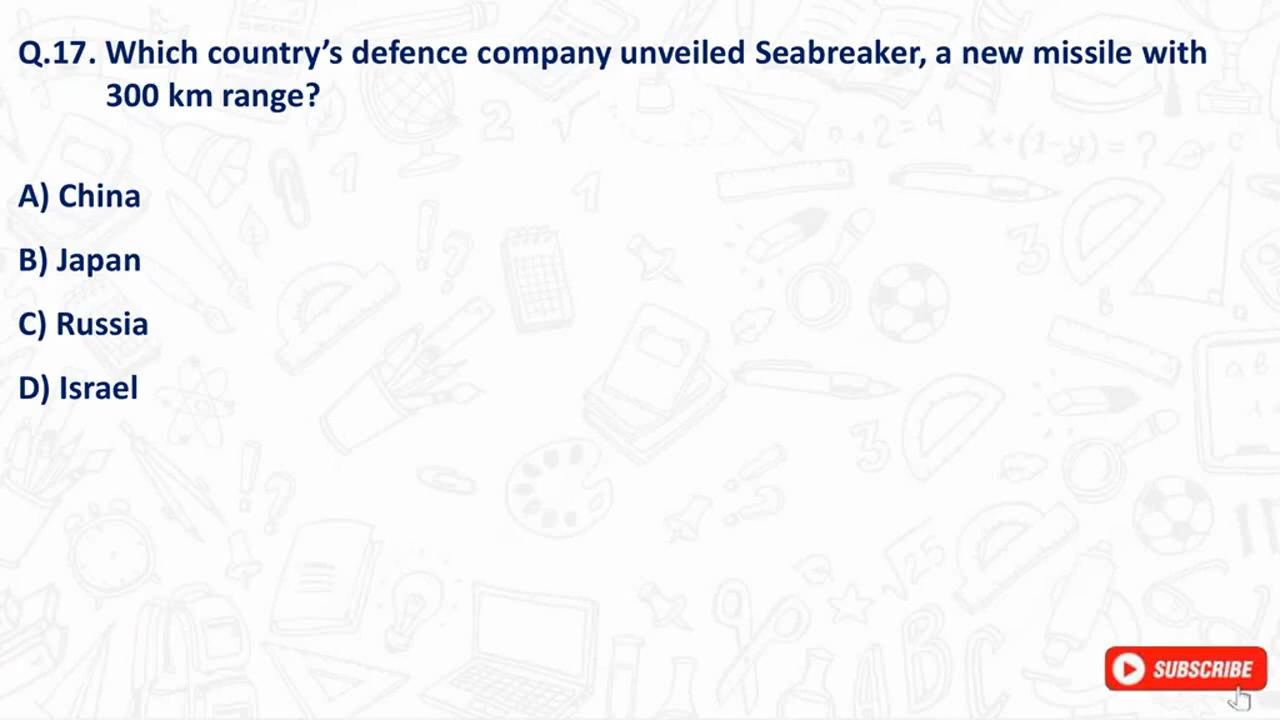 Q.17. Which country’s defence company unveiled Seabreaker, a new missile with
300 km range?
A) China
B) Japan
C) Russia
D) Israel
SUBSCRIBE